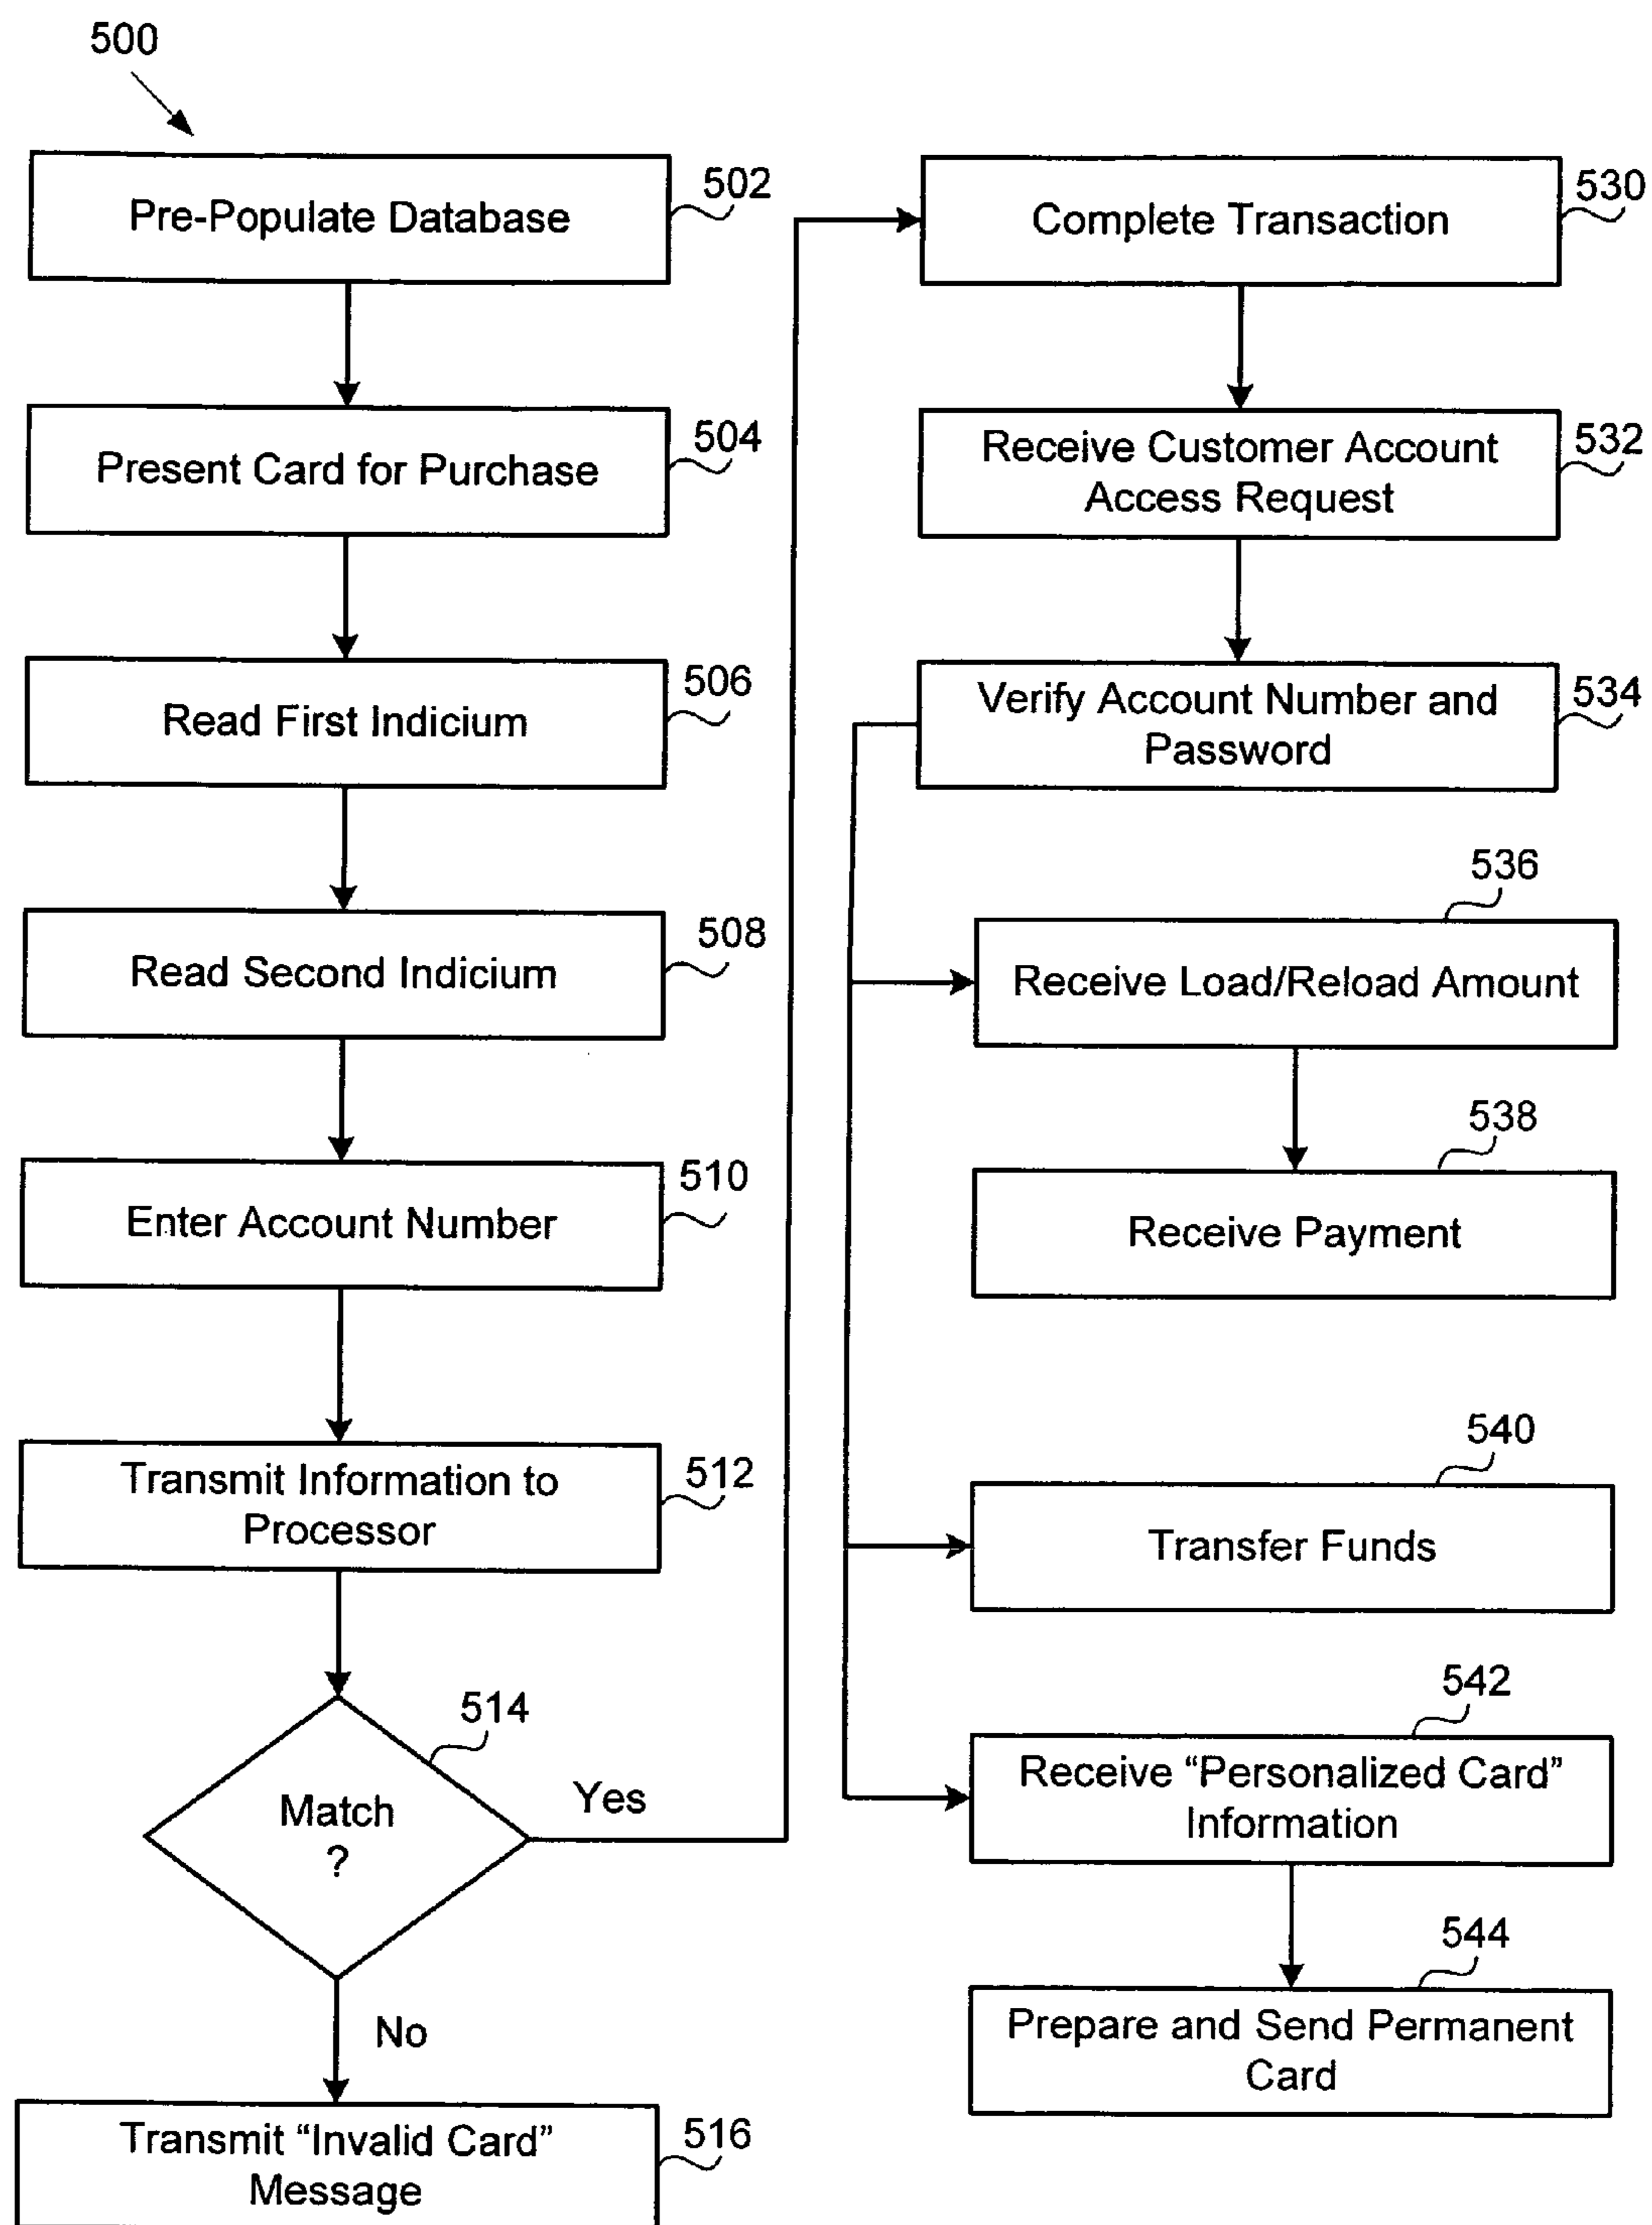 500
Pre-Populate Database
502
Present Card for Purchase
504
Read First Indicium
506
Read Second Indicium
508
Enter Account Number
510
Transmit Information to
Processor
512
514
Match
?
Yes
No
Transmit “Invalid Card”
Message
516
Complete Transaction
530
Receive Customer Account
Access Request
532
Verify Account Number and
Password
534
536
Receive Load/Reload Amount
538
Receive Payment
540
Transfer Funds
542
Receive “Personalized Card”
Information
544
Prepare and Send Permanent
Card